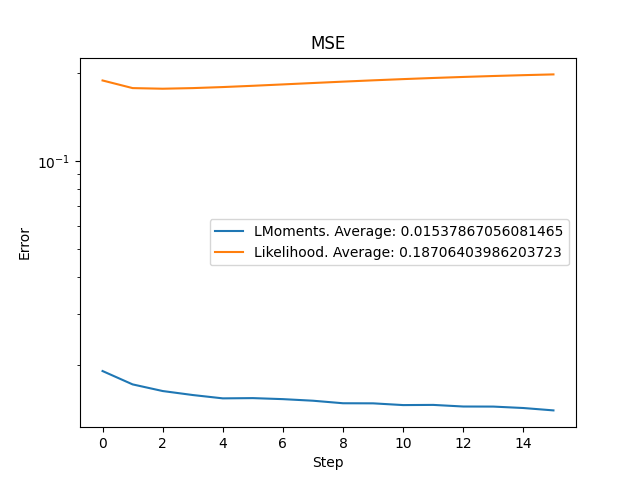 MSE
10⁻¹
Error
LMoments. Average: 0.01537867056081465
Likelihood. Average: 0.18706403986203723
0 2 4 6 8 10 12 14
Step